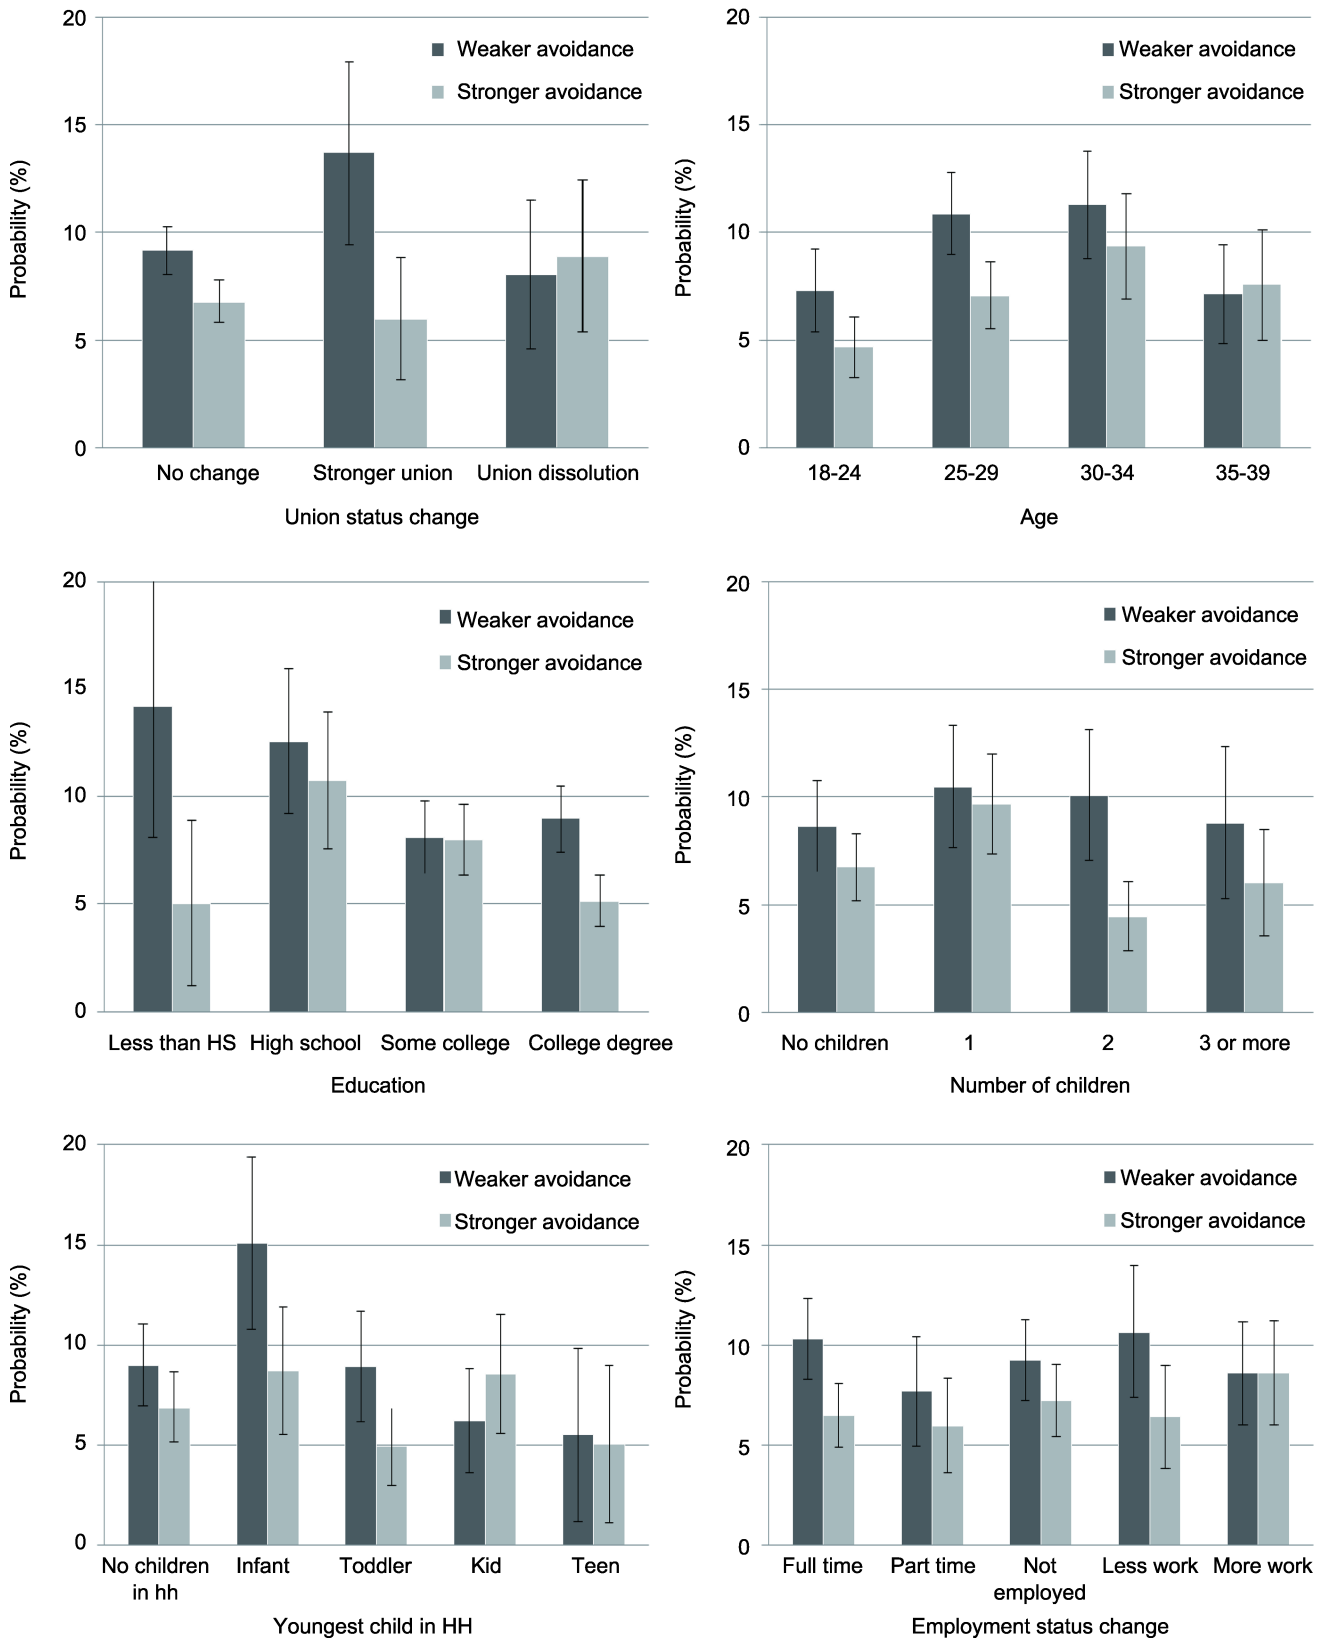 20
15
10
5
0
Probability (%)
Weaker avoidance
Stronger avoidance
No change
Stronger union
Union dissolution
Union status change
20
15
10
5
0
Probability (%)
Weaker avoidance
Stronger avoidance
18-24
25-29
30-34
35-39
Age
20
15
10
5
0
Probability (%)
Weaker avoidance
Stronger avoidance
Less than HS
High school
Some college
College degree
Education
20
15
10
5
0
Probability (%)
Weaker avoidance
Stronger avoidance
No children
1
2
3 or more
Number of children
20
15
10
5
0
Probability (%)
Weaker avoidance
Stronger avoidance
No children
in hh
Infant
Toddler
Kid
Teen
Youngest child in HH
20
15
10
5
0
Probability (%)
Weaker avoidance
Stronger avoidance
Full time
Part time
Not
employed
Less work
More work
Employment status change